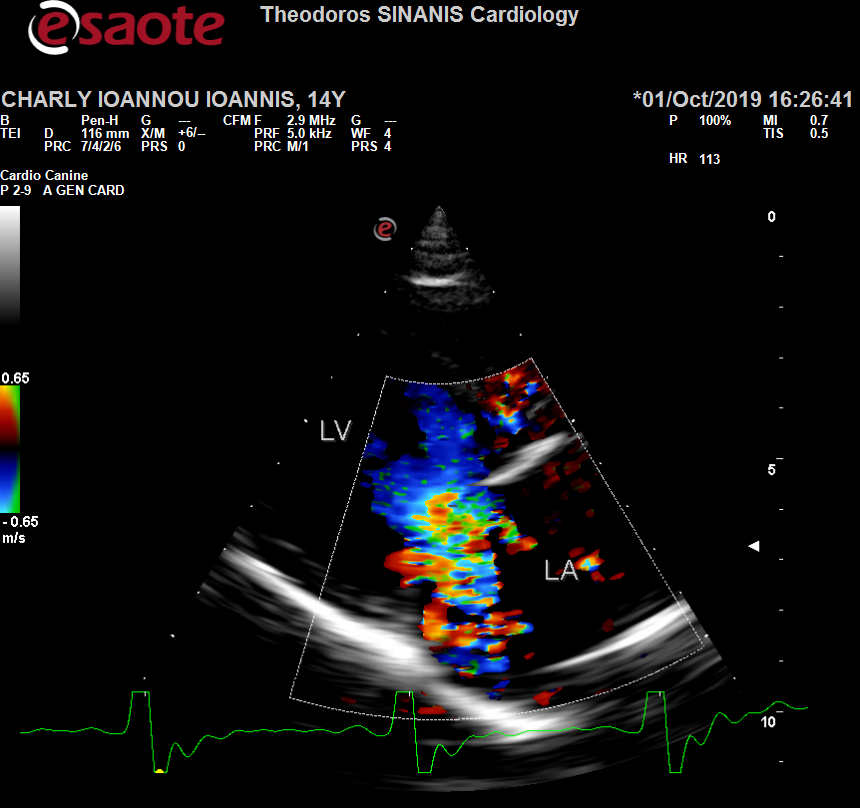 esaote
Theodoros SINANIS Cardiology
CHARLY IOANNOU IOANNIS, 14Y *01/Oct/2019 16:26:41
B Pen-H G --- CFM F 2.9 MHz G --- P 100% MI 0.7
TEI D 116 mm X/M +6/-- PRF 5.0 kHz WF 4 TIS 0.5
PRC 7/4/2/6 PRS 0 PRC M/1 PRS 4
HR 113
Cardio Canine
P 2-9 A GEN CARD
e
0
0.65
LV
5
-0.65
m/s
LA
10